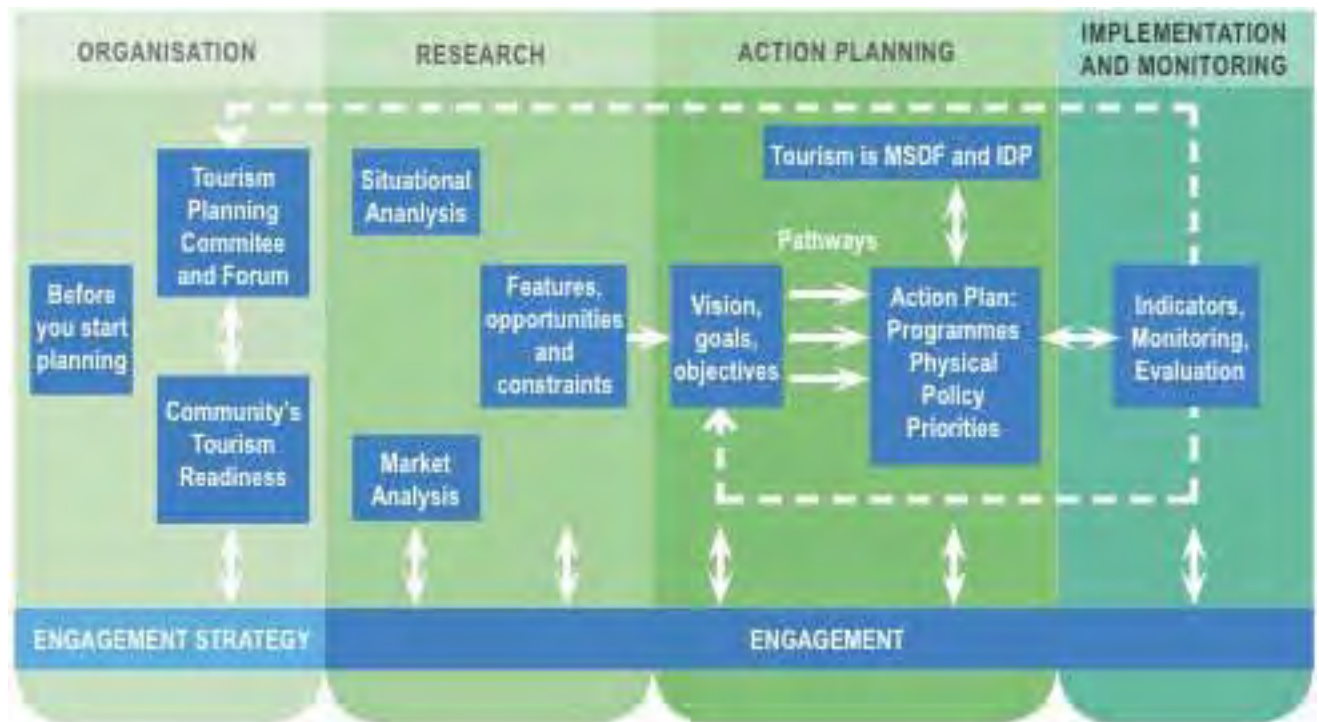 ORGANISATION
RESEARCH
ACTION PLANNING
IMPLEMENTATION
AND MONITORING
Before
you start
planning
Tourism
Planning
Commitee
and Forum
Community's
Tourism
Readiness
Situational
Ananlysis
Market
Analysis
Features,
opportunities
and
constraints
Vision,
goals,
objectives
Pathways
Tourism is MSDF and IDP
Action Plan:
Programmes
Physical
Policy
Priorities
Indicators,
Monitoring,
Evaluation
ENGAGEMENT STRATEGY
ENGAGEMENT